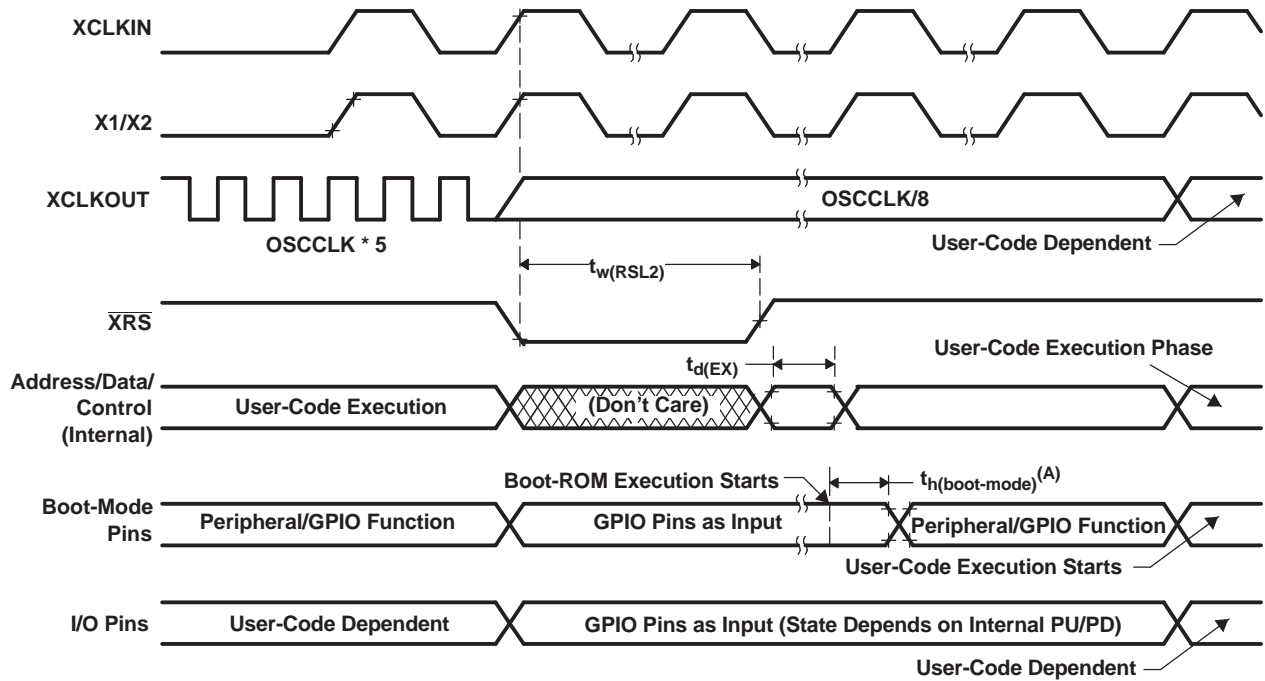 XCLKIN
X1/X2
XCLKOUT
OSCCLK * 5
OSCCLK/8
User-Code Dependent
tw(RSL2)
XRS
User-Code Execution Phase
td(EX)
Address/Data/
Control
(Internal)
User-Code Execution
(Don't Care)
Boot-ROM Execution Starts
th(boot-mode)(A)
Boot-Mode
Pins
Peripheral/GPIO Function
GPIO Pins as Input
Peripheral/GPIO Function
User-Code Execution Starts
I/O Pins
User-Code Dependent
GPIO Pins as Input (State Depends on Internal PU/PD)
User-Code Dependent